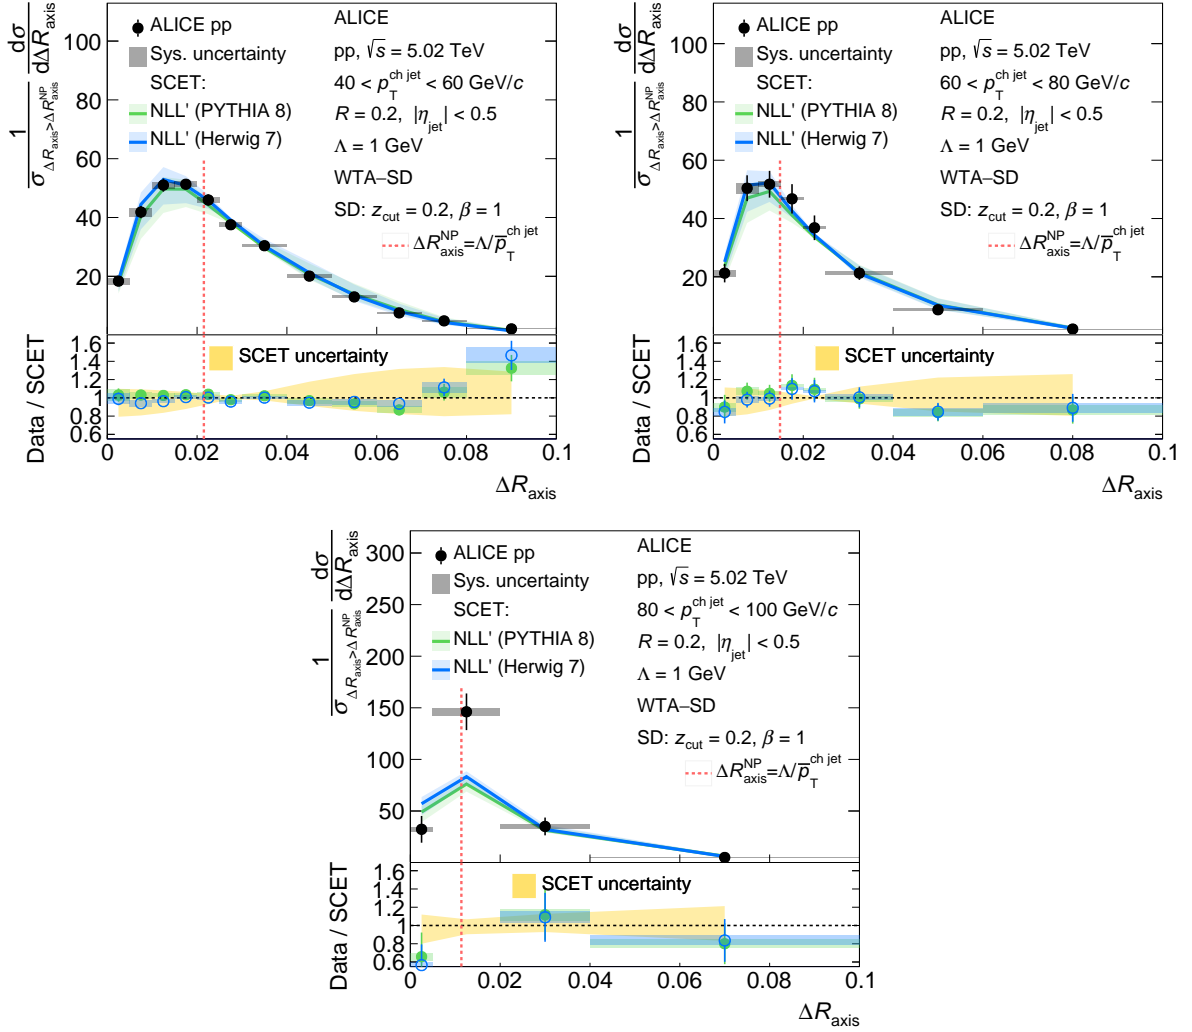 1 / σ_{ΔR_axis>ΔR_axis^NP} dσ / dΔR_axis
100
80
60
40
20
ALICE pp
Sys. uncertainty
SCET:
NLL' (PYTHIA 8)
NLL' (Herwig 7)
ALICE
pp, √s = 5.02 TeV
40 < p_T^{ch jet} < 60 GeV/c
R = 0.2, |η_jet| < 0.5
Λ = 1 GeV
WTA–SD
SD: z_cut = 0.2, β = 1
ΔR_axis^NP=Λ/p̅_T^{ch jet}
Data / SCET
1.6
1.4
1.2
1
0.8
0.6
SCET uncertainty
0 0.02 0.04 0.06 0.08 0.1
ΔR_axis
1 / σ_{ΔR_axis>ΔR_axis^NP} dσ / dΔR_axis
100
80
60
40
20
ALICE pp
Sys. uncertainty
SCET:
NLL' (PYTHIA 8)
NLL' (Herwig 7)
ALICE
pp, √s = 5.02 TeV
60 < p_T^{ch jet} < 80 GeV/c
R = 0.2, |η_jet| < 0.5
Λ = 1 GeV
WTA–SD
SD: z_cut = 0.2, β = 1
ΔR_axis^NP=Λ/p̅_T^{ch jet}
Data / SCET
1.6
1.4
1.2
1
0.8
0.6
SCET uncertainty
0 0.02 0.04 0.06 0.08 0.1
ΔR_axis
1 / σ_{ΔR_axis>ΔR_axis^NP} dσ / dΔR_axis
300
250
200
150
100
50
ALICE pp
Sys. uncertainty
SCET:
NLL' (PYTHIA 8)
NLL' (Herwig 7)
ALICE
pp, √s = 5.02 TeV
80 < p_T^{ch jet} < 100 GeV/c
R = 0.2, |η_jet| < 0.5
Λ = 1 GeV
WTA–SD
SD: z_cut = 0.2, β = 1
ΔR_axis^NP=Λ/p̅_T^{ch jet}
Data / SCET
1.6
1.4
1.2
1
0.8
0.6
SCET uncertainty
0 0.02 0.04 0.06 0.08 0.1
ΔR_axis